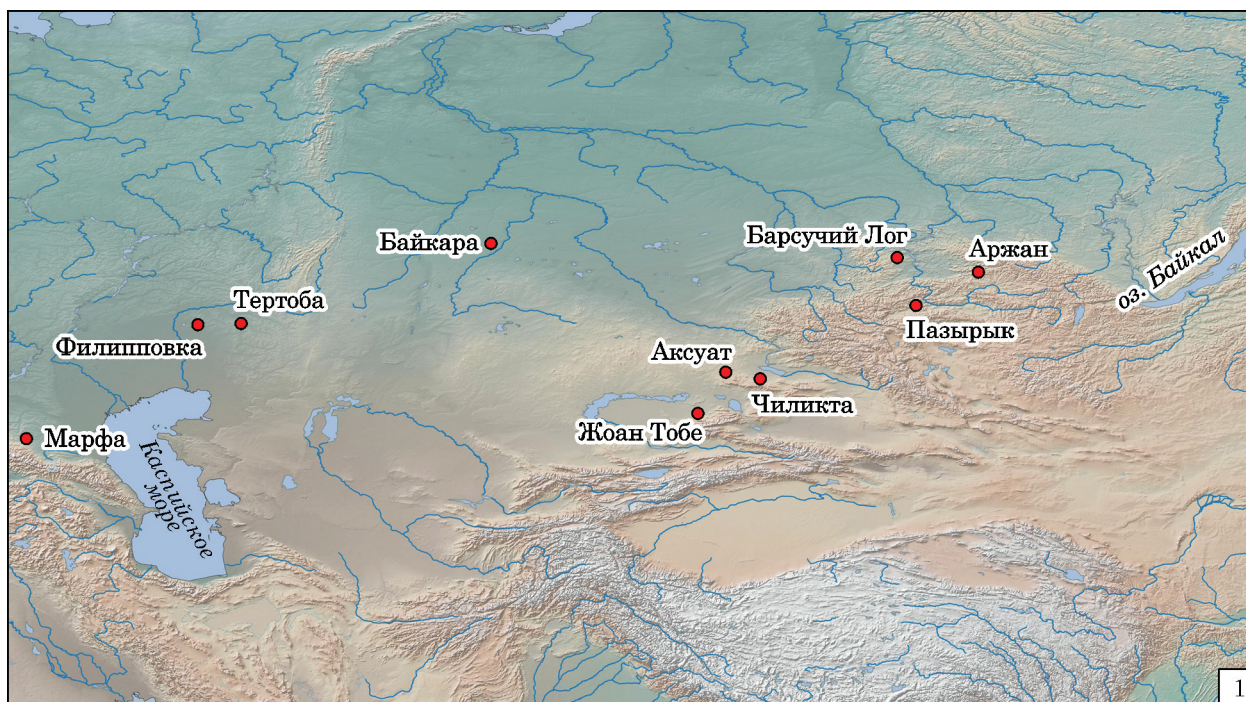 Байкара
Барсучий Лог
Аржан
оз. Байкал
Тертоба
Филипповка
Пазырык
Аксуат
Чиликта
Жоан Тобе
Марфа
Каспийское
море
1